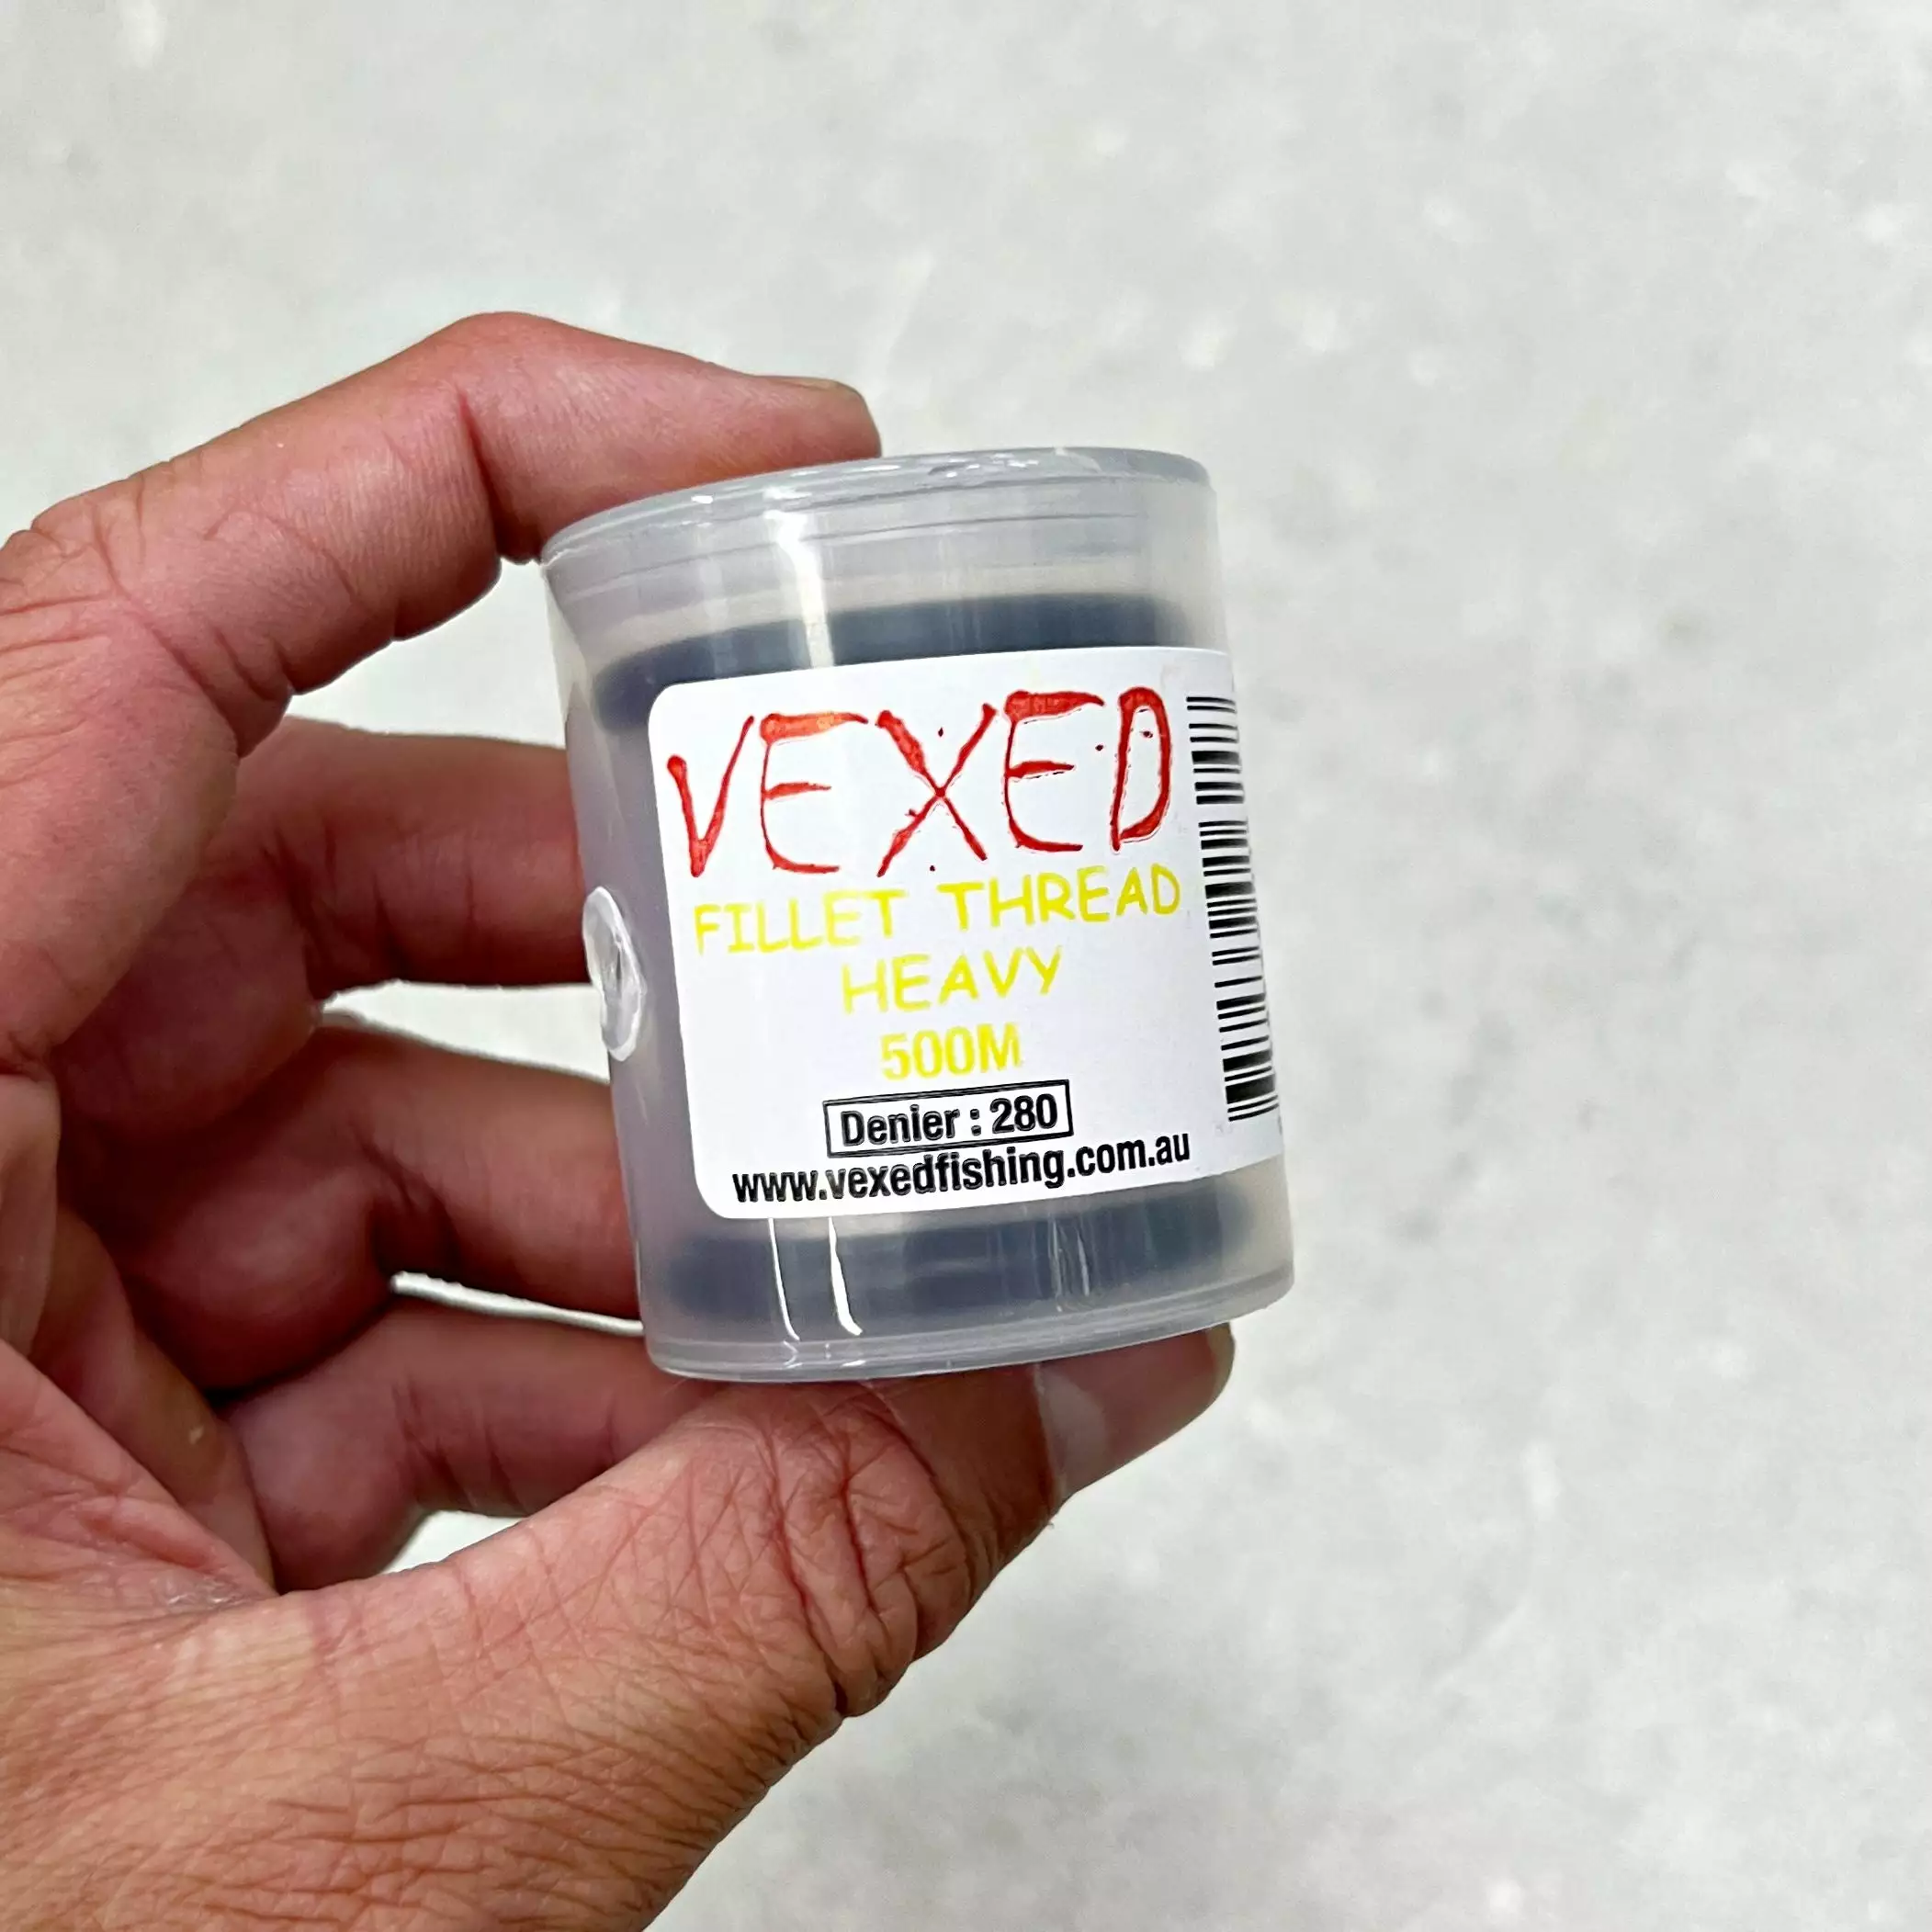 VEXED
FILLET THREAD
HEAVY
500M
Denier : 280
www.vexedfishing.com.au